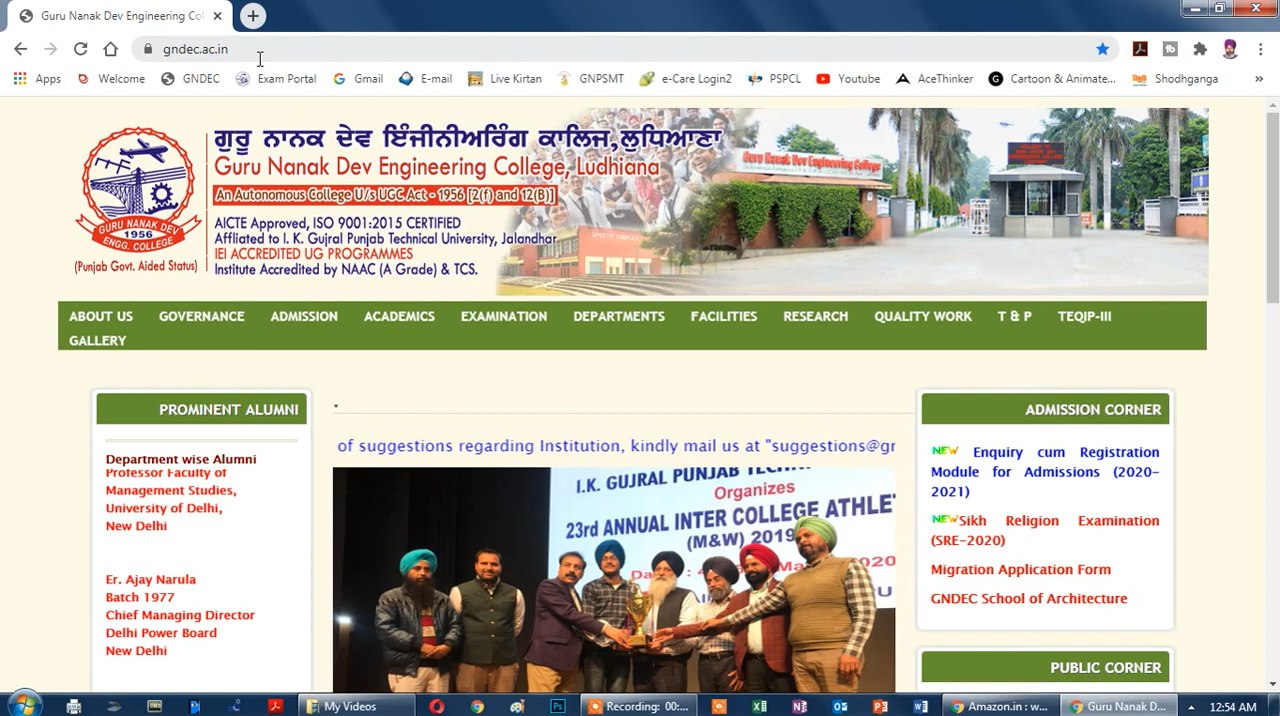 Guru Nanak Dev Engineering Col
gndec.ac.in
Apps Welcome GNDEC Exam Portal Gmail E-mail Live Kirtan GNPSMT e-Care Login2 PSPCL Youtube AceThinker Cartoon & Animate... Shodhganga »
ਗੁਰੂ ਨਾਨਕ ਦੇਵ ਇੰਜੀਨੀਅਰਿੰਗ ਕਾਲਿਜ,ਲੁਧਿਆਣਾ
Guru Nanak Dev Engineering College, Ludhiana
An Autonomous College U/s UGC Act - 1956 [2(f) and 12(B)]
AICTE Approved, ISO 9001:2015 CERTIFIED
Affliated to I. K. Gujral Punjab Technical University, Jalandhar
IEI ACCREDITED UG PROGRAMMES
Institute Accredited by NAAC (A Grade) & TCS.
GURU NANAK DEV
1956
ENGG. COLLEGE
(Punjab Govt. Aided Status)
Guru Nanak Dev Engineering College
SPORTS COMPLEX
ABOUT US GOVERNANCE ADMISSION ACADEMICS EXAMINATION DEPARTMENTS FACILITIES RESEARCH QUALITY WORK T & P TEQIP-III
GALLERY
PROMINENT ALUMNI
Department wise Alumni
Professor Faculty of
Management Studies,
University of Delhi,
New Delhi
Er. Ajay Narula
Batch 1977
Chief Managing Director
Delhi Power Board
New Delhi
.
of suggestions regarding Institution, kindly mail us at "suggestions@gr
I.K. GUJRAL PUNJAB TECHN
Organizes
23rd ANNUAL INTER COLLEGE ATHLE
(M&W) 2019
ADMISSION CORNER
NEW Enquiry cum Registration
Module for Admissions (2020-
2021)
NEW Sikh Religion Examination
(SRE-2020)
Migration Application Form
GNDEC School of Architecture
PUBLIC CORNER
My Videos
Recording: 00:...
Amazon.in : w...
Guru Nanak D...
12:54 AM